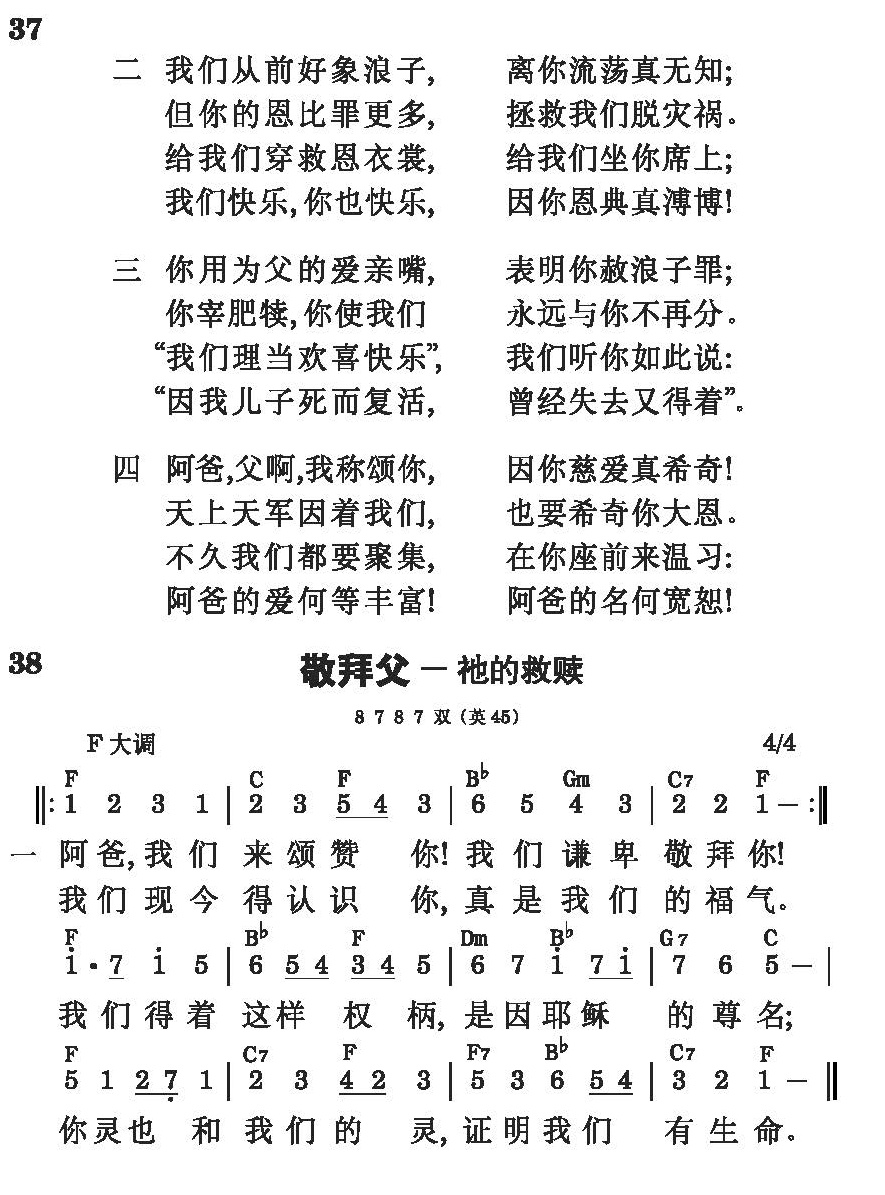 37
二 我们从前好象浪子, 离你流荡真无知;
但你的恩比罪更多, 拯救我们脱灾祸。
给我们穿救恩衣裳, 给我们坐你席上;
我们快乐,你也快乐, 因你恩典真溥博!
三 你用为父的爱亲嘴, 表明你赦浪子罪;
你宰肥犊,你使我们 永远与你不再分。
“我们理当欢喜快乐”, 我们听你如此说:
“因我儿子死而复活, 曾经失去又得着”。
四 阿爸,父啊,我称颂你, 因你慈爱真希奇!
天上天军因着我们, 也要希奇你大恩。
不久我们都要聚集, 在你座前来温习:
阿爸的爱何等丰富! 阿爸的名何宽恕!
38 敬拜父—祂的救赎
8 7 8 7 双(英45)
F大调 4/4
F C F B♭ Gm C7 F
‖: 1 2 3 1 | 2 3 5 4 3 | 6 5 4 3 | 2 2 1 — :‖
一 阿爸,我们来颂赞你!我们谦卑敬拜你!
我们现今得认识你,真是我们的福气。
F B♭ F Dm B♭ G7 C
i · 7 i 5 | 6 5 4 3 4 5 | 6 7 i 7 i | 7 6 5 — |
我们得着这样权柄,是因耶稣的尊名;
F C7 F F7 B♭ C7 F
5 1 2 7̣ 1 | 2 3 4 2 3 | 5 3 6 5 4 | 3 2 1 — ‖
你灵也和我们的灵,证明我们有生命。